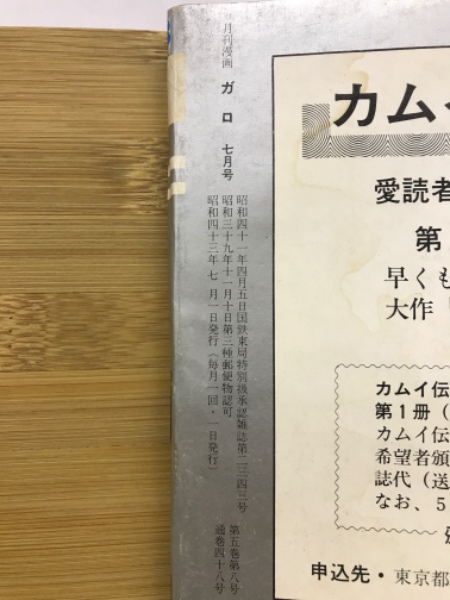 月刊漫画 ガロ 七月号
昭和四十一年四月五日国鉄東局特別扱承認雑誌第二三四三号
昭和三十九年十一月十日第三種郵便物認可
昭和四十三年七月一日発行(毎月一回・一日発行)
第五巻第八号
通巻四十八号
カムイ
愛読者
第
早くも
大作
カムイ伝
第1冊(
カムイ伝
希望者頒
誌代(送
なお、5
申込先・東京都